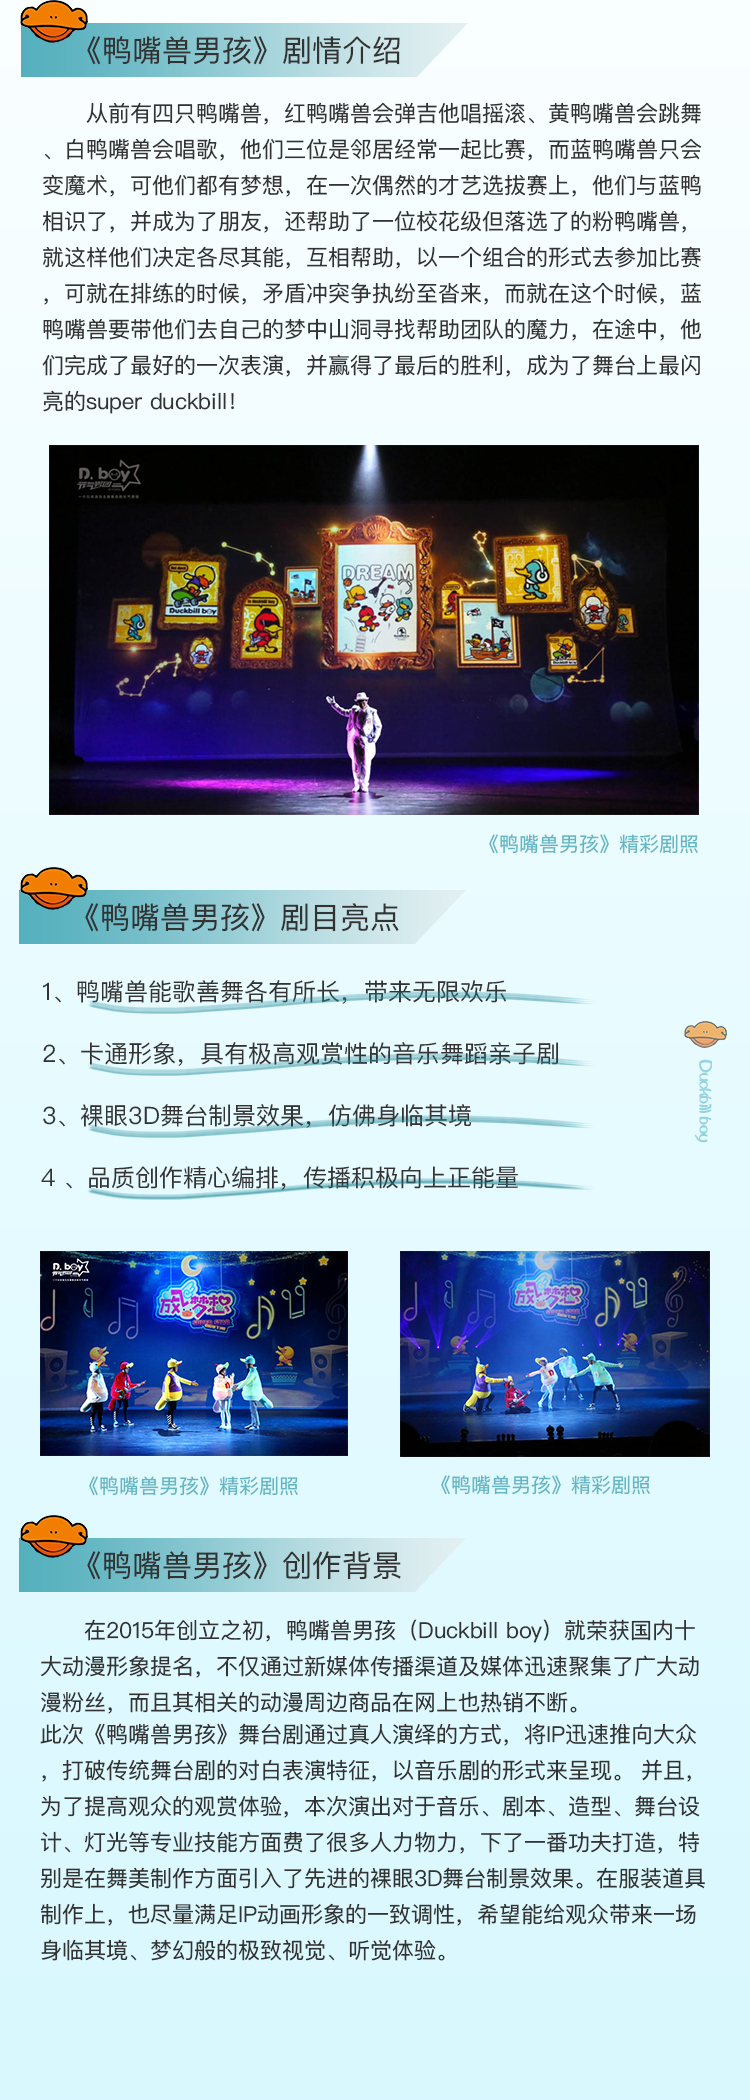 《鸭嘴兽男孩》剧情介绍
从前有四只鸭嘴兽，红鸭嘴兽会弹吉他唱摇滚、黄鸭嘴兽会跳舞
、白鸭嘴兽会唱歌，他们三位是邻居经常一起比赛，而蓝鸭嘴兽只会
变魔术，可他们都有梦想，在一次偶然的才艺选拔赛上，他们与蓝鸭
相识了，并成为了朋友，还帮助了一位校花级但落选了的粉鸭嘴兽，
就这样他们决定各尽其能，互相帮助，以一个组合的形式去参加比赛
，可就在排练的时候，矛盾冲突争执纷至沓来，而就在这个时候，蓝
鸭嘴兽要带他们去自己的梦中山洞寻找帮助团队的魔力，在途中，他
们完成了最好的一次表演，并赢得了最后的胜利，成为了舞台上最闪
亮的super duckbill！
D. boy
DREAM
Duckbill boy
《鸭嘴兽男孩》精彩剧照
《鸭嘴兽男孩》剧目亮点
1、鸭嘴兽能歌善舞各有所长，带来无限欢乐
2、卡通形象，具有极高观赏性的音乐舞蹈亲子剧
3、裸眼3D舞台制景效果，仿佛身临其境
4 、品质创作精心编排，传播积极向上正能量
Duckbill boy
D. boy
梦想
梦想
《鸭嘴兽男孩》精彩剧照
《鸭嘴兽男孩》精彩剧照
《鸭嘴兽男孩》创作背景
在2015年创立之初，鸭嘴兽男孩（Duckbill boy）就荣获国内十
大动漫形象提名，不仅通过新媒体传播渠道及媒体迅速聚集了广大动
漫粉丝，而且其相关的动漫周边商品在网上也热销不断。
此次《鸭嘴兽男孩》舞台剧通过真人演绎的方式，将IP迅速推向大众
，打破传统舞台剧的对白表演特征，以音乐剧的形式来呈现。 并且，
为了提高观众的观赏体验，本次演出对于音乐、剧本、造型、舞台设
计、灯光等专业技能方面费了很多人力物力，下了一番功夫打造，特
别是在舞美制作方面引入了先进的裸眼3D舞台制景效果。在服装道具
制作上，也尽量满足IP动画形象的一致调性，希望能给观众带来一场
身临其境、梦幻般的极致视觉、听觉体验。